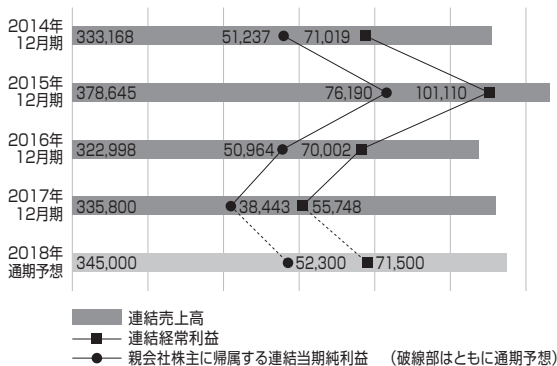 2014年
12月期
333,168 51,237 71,019
2015年
12月期
378,645 76,190 101,110
2016年
12月期
322,998 50,964 70,002
2017年
12月期
335,800 38,443 55,748
2018年
通期予想
345,000 52,300 71,500
連結売上高
連結経常利益
親会社株主に帰属する連結当期純利益 （破線部はともに通期予想）